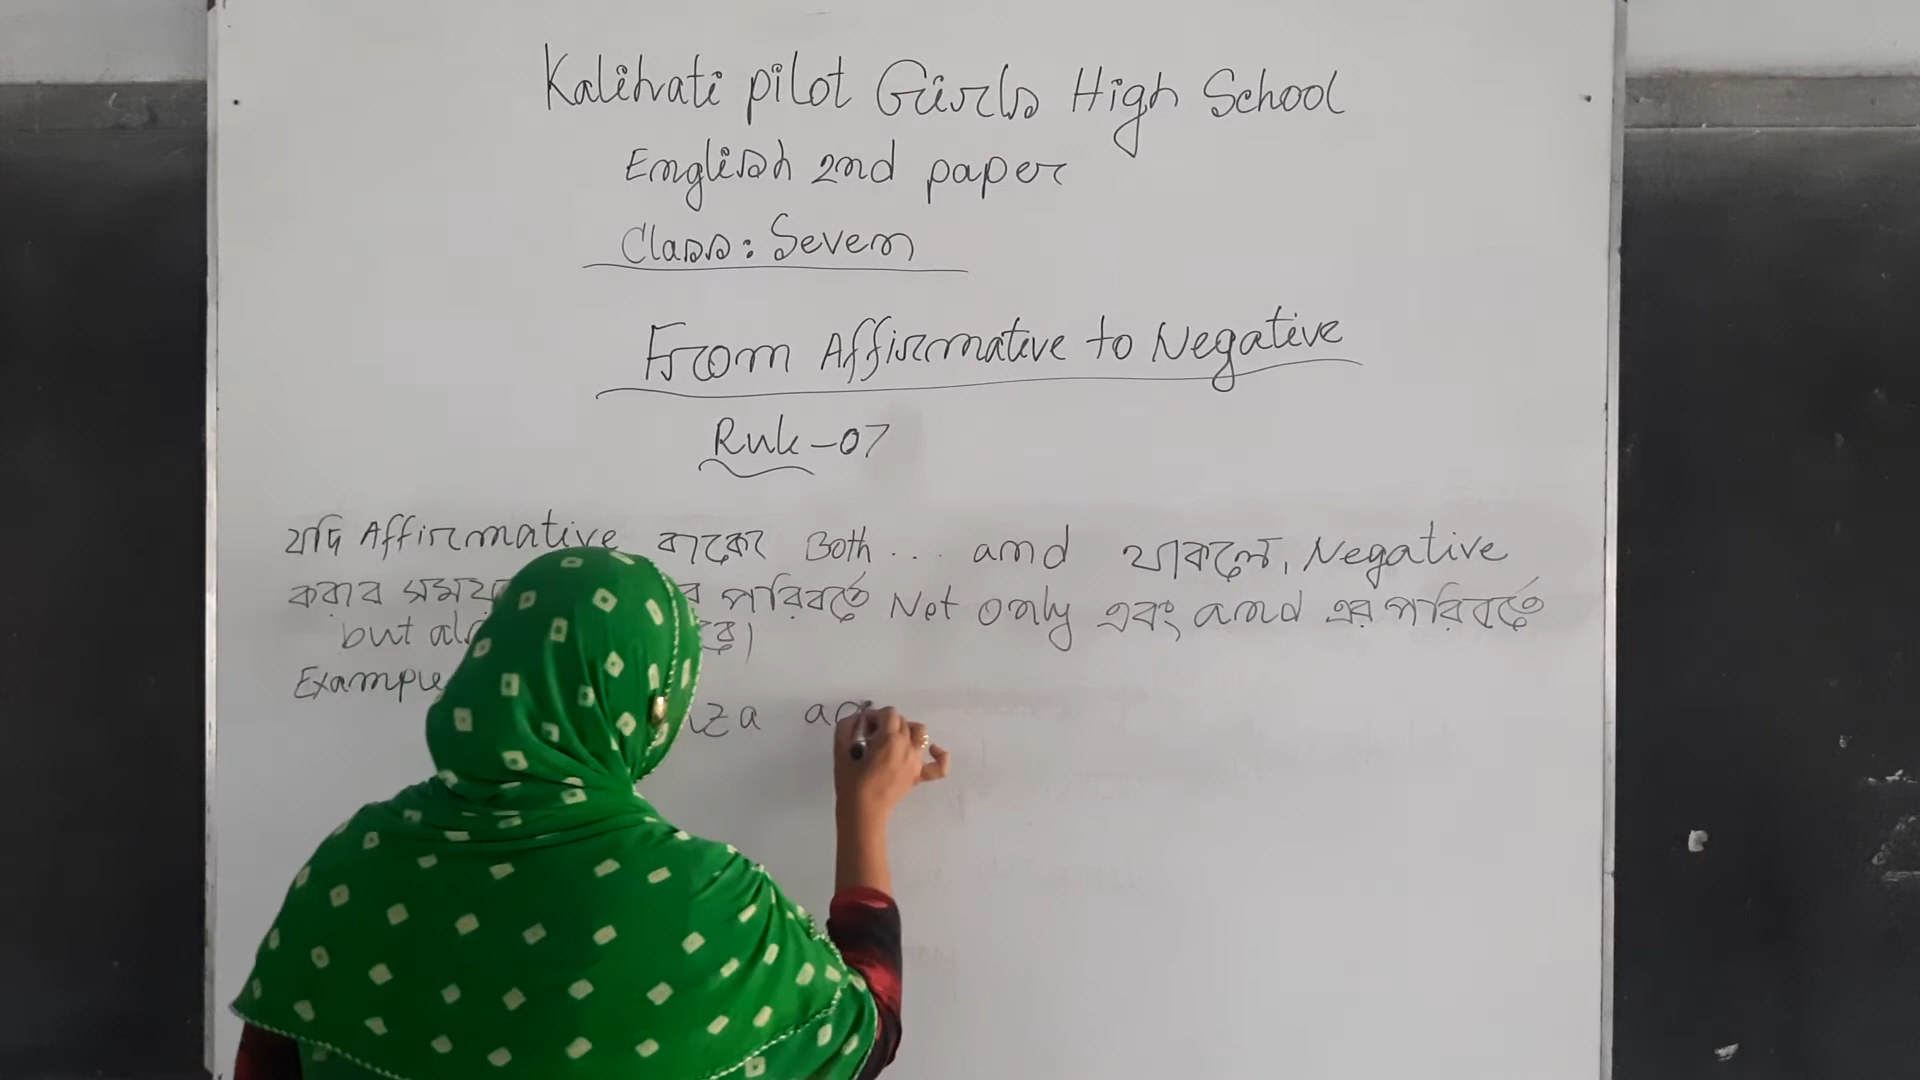 Kalihati pilot Girls High School
English 2nd paper
Class: Seven
From Affirmative to Negative
Rule-07
যদি Affirmative বাক্যে Both ... and থাকলে, Negative
করার সময় পরিবর্তে Not only এবং and এর পরিবর্তে
but
Example